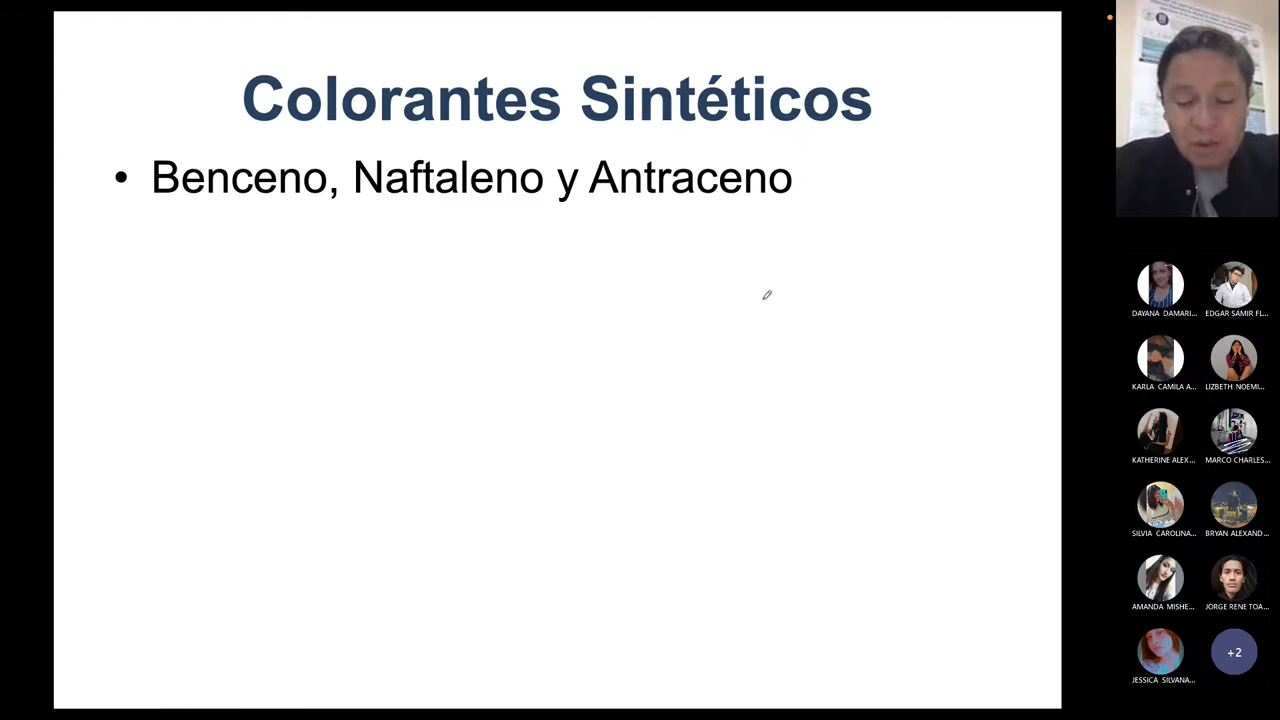 Colorantes Sintéticos
• Benceno, Naftaleno y Antraceno
DAYANA DAMARI...
EDGAR SAMIR FL...
KARLA CAMILA A...
LIZBETH NOEMI...
KATHERINE ALEX...
MARCO CHARLES...
SILVIA CAROLINA...
BRYAN ALEXAND...
AMANDA MISHE...
JORGE RENE TOA...
JESSICA SILVANA...
+2